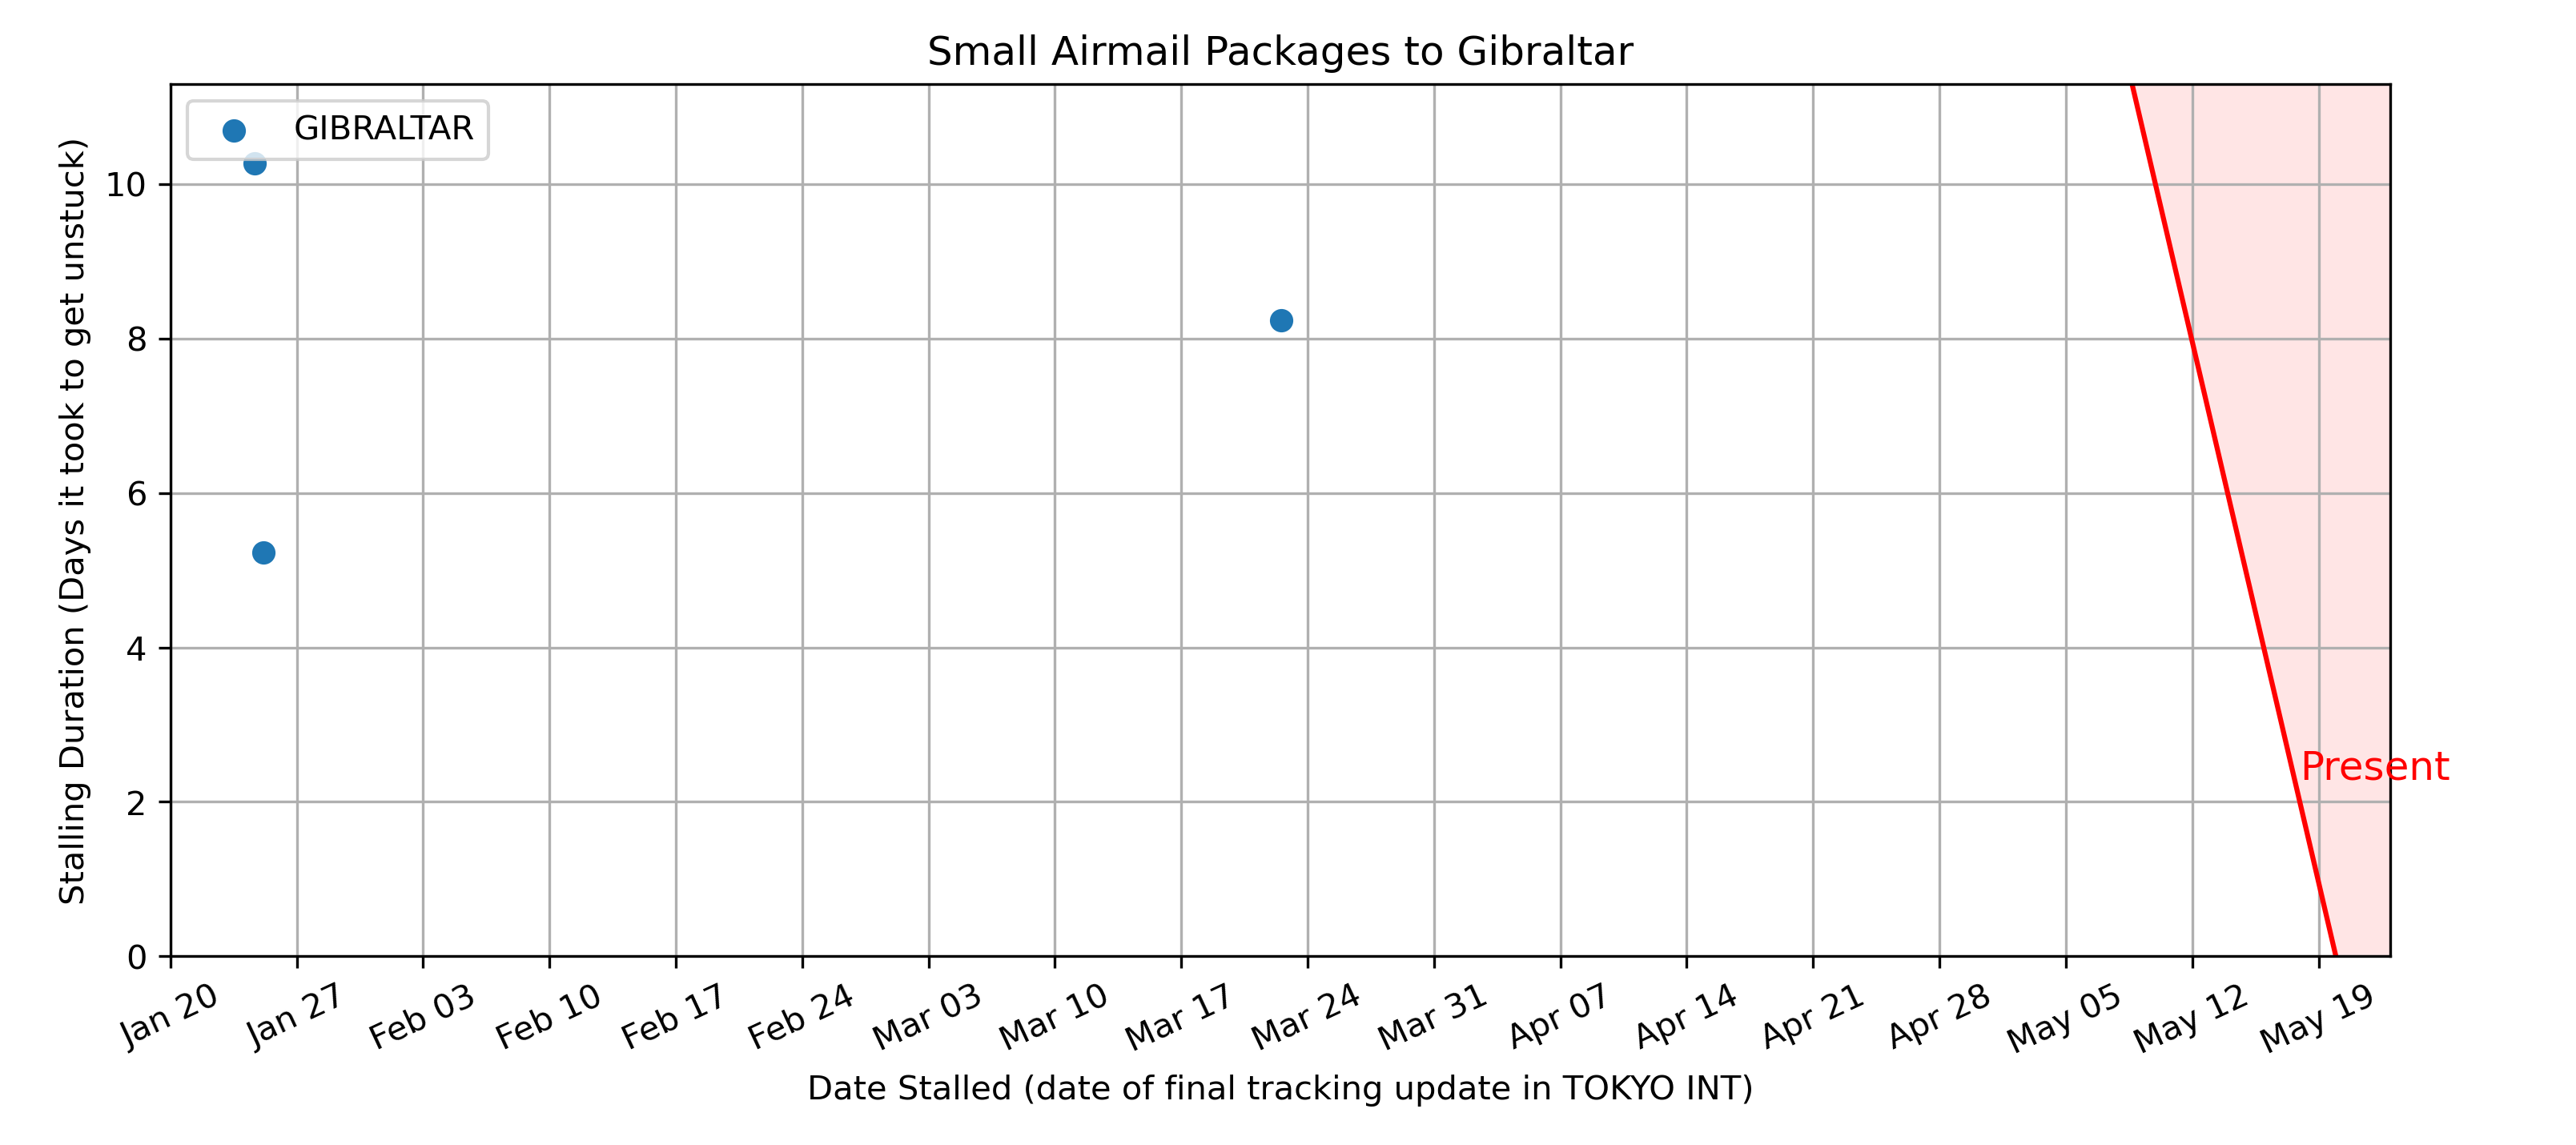 Small Airmail Packages to Gibraltar
GIBRALTAR
Stalling Duration (Days it took to get unstuck)
10
8
6
4
2
0
Present
Jan 20 Jan 27 Feb 03 Feb 10 Feb 17 Feb 24 Mar 03 Mar 10 Mar 17 Mar 24 Mar 31 Apr 07 Apr 14 Apr 21 Apr 28 May 05 May 12 May 19
Date Stalled (date of final tracking update in TOKYO INT)